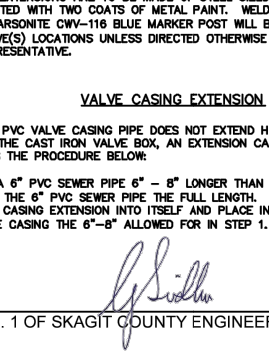 TED WITH TWO COATS OF METAL PAINT. WELD
ARSONITE CWV-116 BLUE MARKER POST WILL B
VE(S) LOCATIONS UNLESS DIRECTED OTHERWISE
RESENTATIVE.
VALVE CASING EXTENSION
PVC VALVE CASING PIPE DOES NOT EXTEND H
THE CAST IRON VALVE BOX, AN EXTENSION CA
THE PROCEDURE BELOW:
A 6" PVC SEWER PIPE 6" - 8" LONGER THAN
THE 6" PVC SEWER PIPE THE FULL LENGTH.
CASING EXTENSION INTO ITSELF AND PLACE IN
CASING THE 6"-8" ALLOWED FOR IN STEP 1.
. 1 OF SKAGIT COUNTY ENGINEER